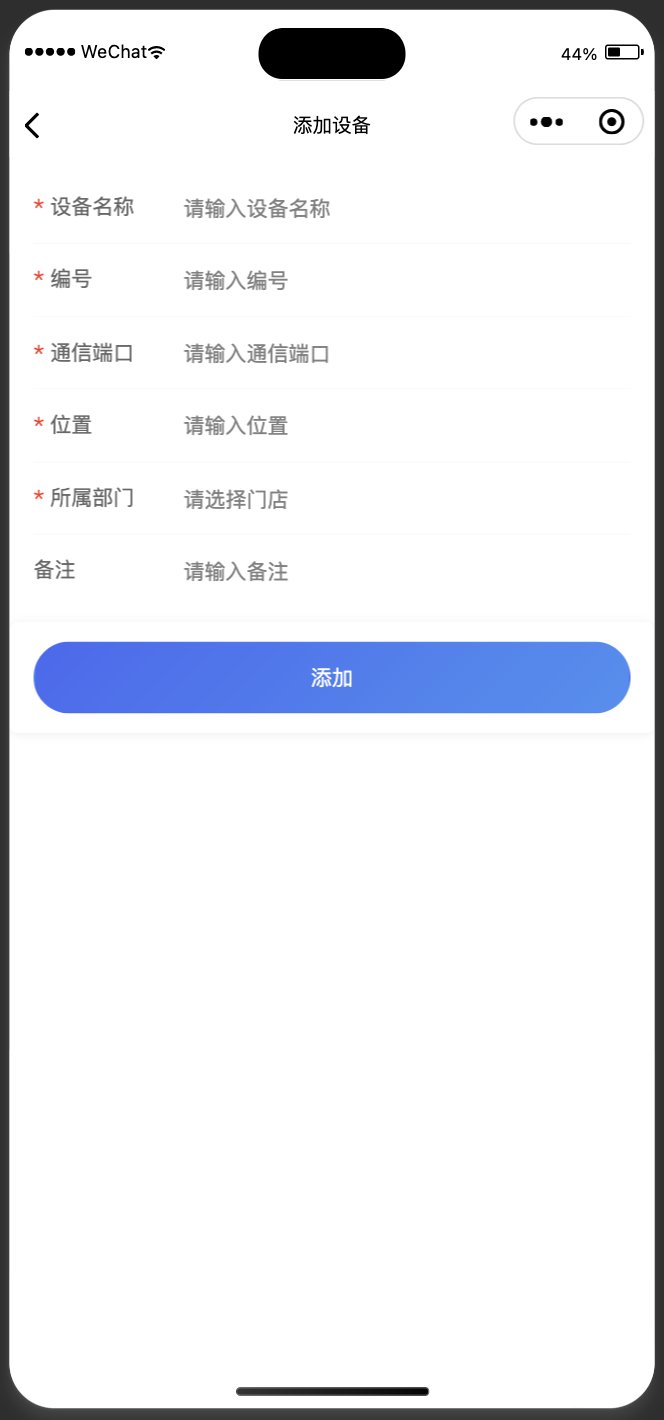 ●●●●● WeChat 44%
添加设备
* 设备名称 请输入设备名称
* 编号 请输入编号
* 通信端口 请输入通信端口
* 位置 请输入位置
* 所属部门 请选择门店
备注 请输入备注
添加